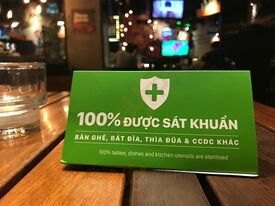 100% ĐƯỢC SÁT KHUẨN
BÀN GHẾ, BÁT ĐĨA, THÌA ĐŨA & CCDC KHÁC
100% tables, dishes and kitchen utensils are sterilised